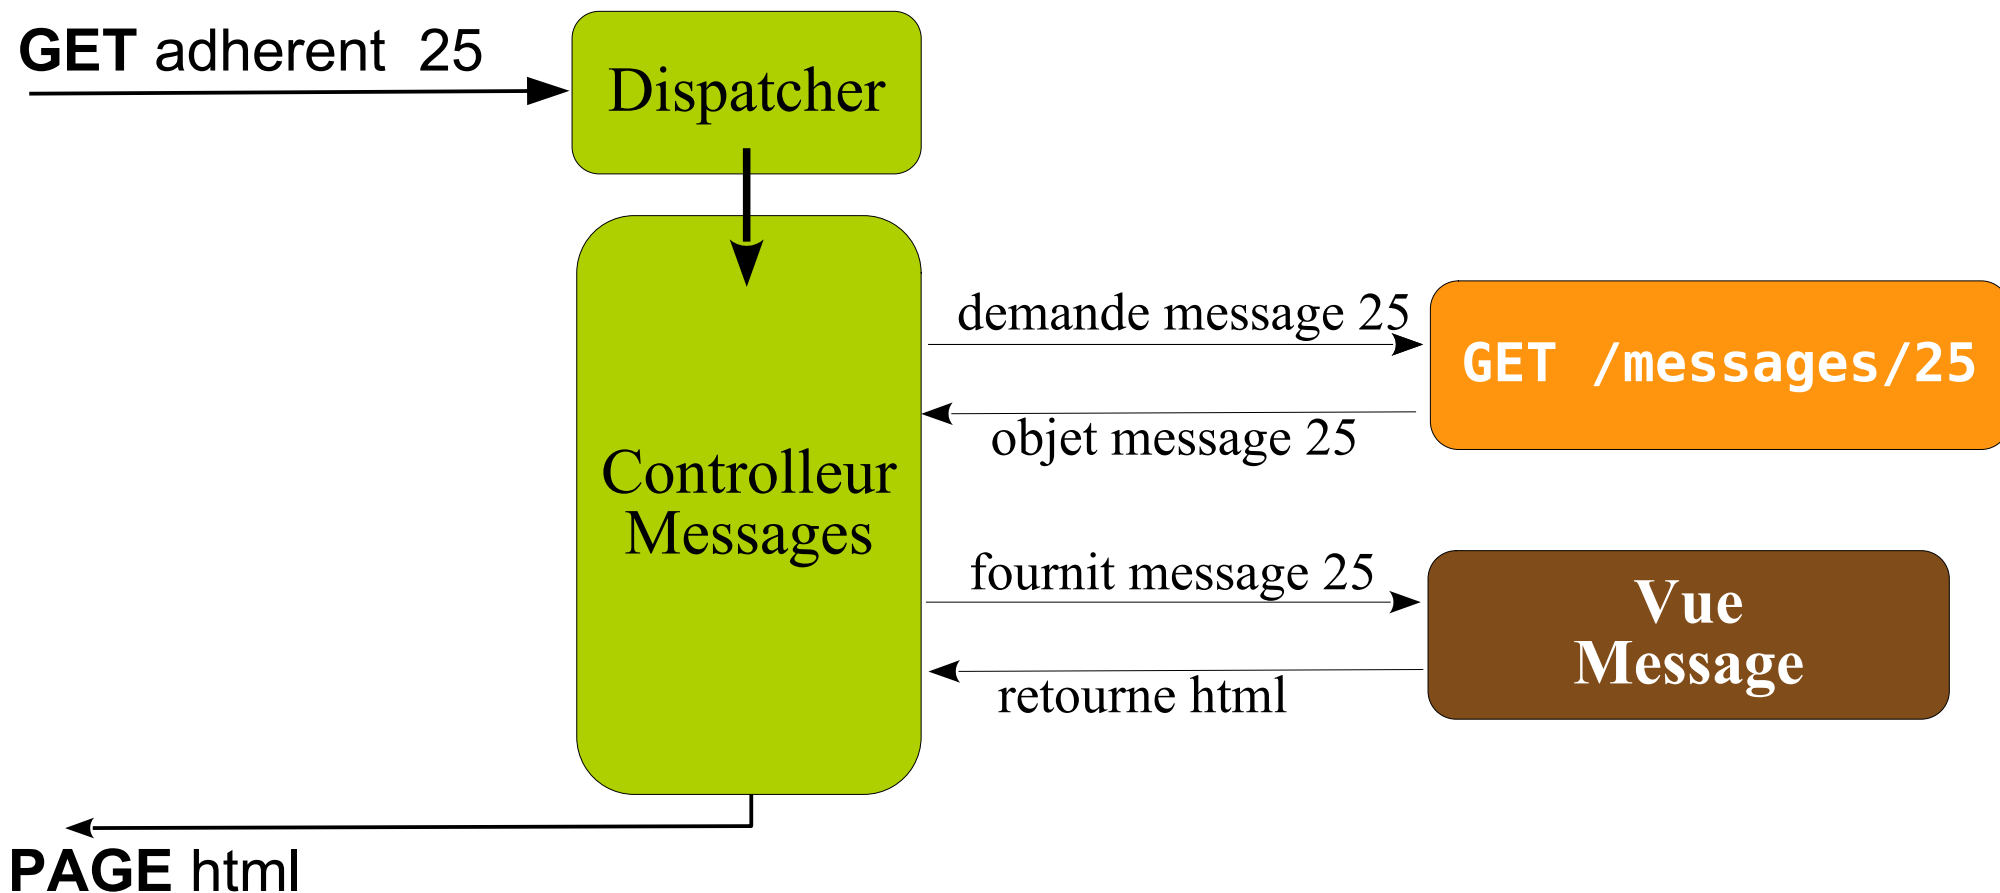 GET adherent 25
Dispatcher
demande message 25
GET /messages/25
objet message 25
Controlleur
Messages
fournit message 25
Vue
Message
retourne html
PAGE html